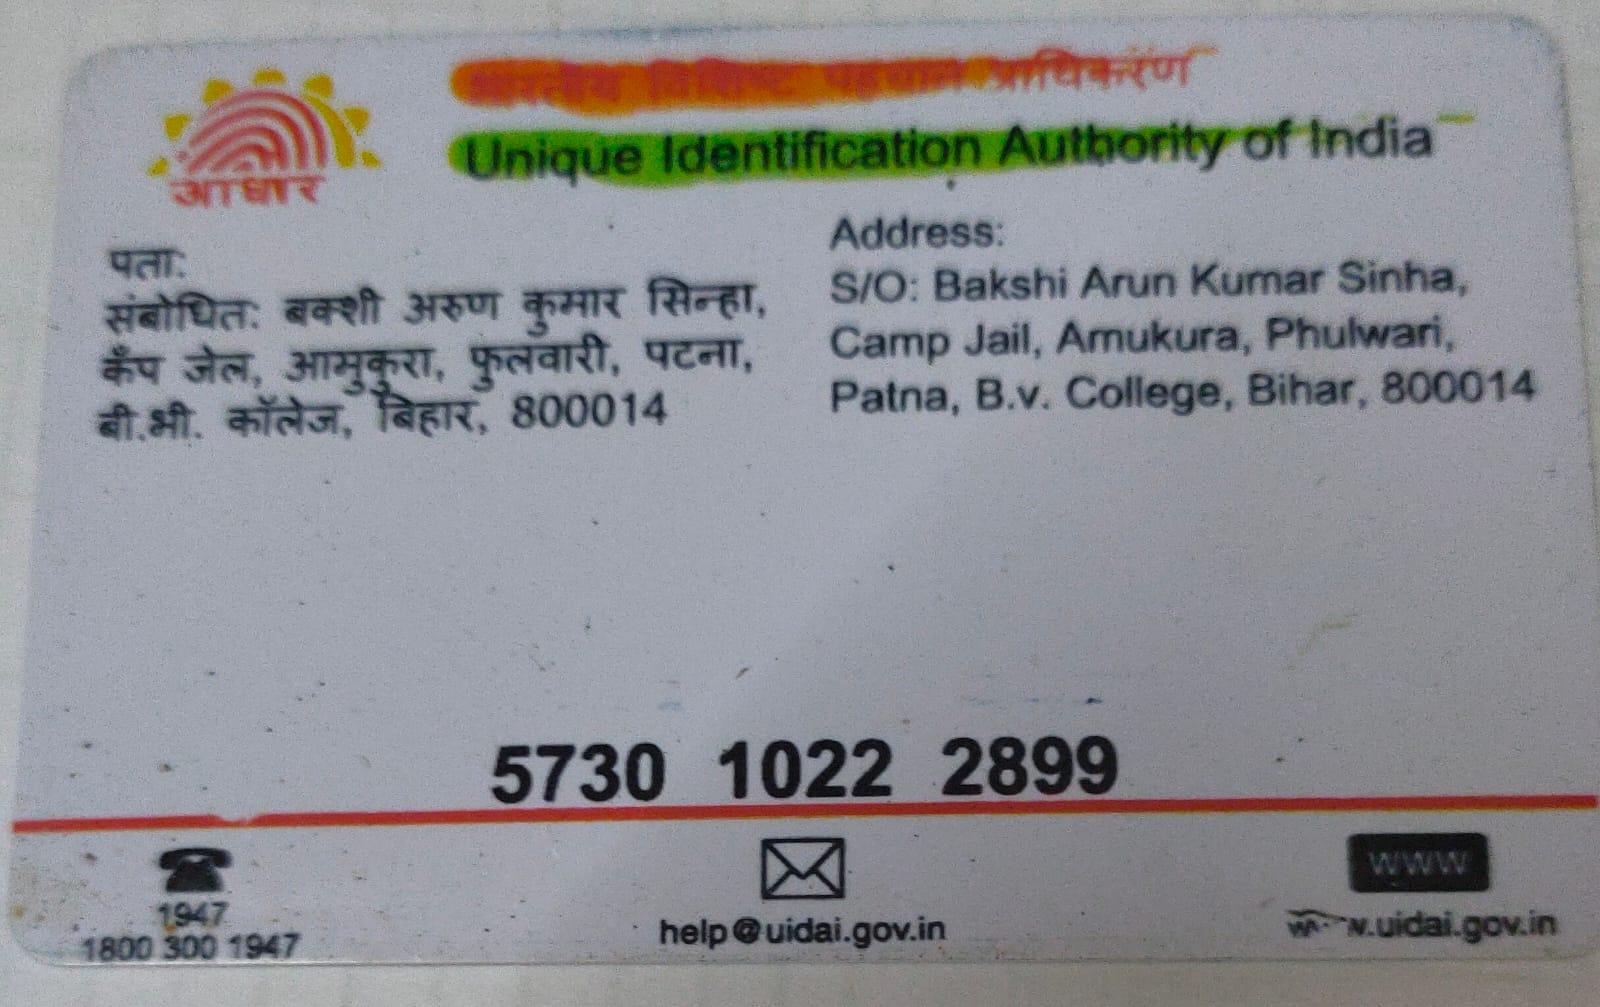 भारतीय विशिष्ट पहचान प्राधिकरण
Unique Identification Authority of India
आधार
पता:
संबोधित: बक्शी अरुण कुमार सिन्हा,
कँप जेल, आमुकुरा, फुलवारी, पटना,
बी.भी. कॉलेज, बिहार, 800014
Address:
S/O: Bakshi Arun Kumar Sinha,
Camp Jail, Amukura, Phulwari,
Patna, B.v. College, Bihar, 800014
5730 1022 2899
1947
1800 300 1947
help@uidai.gov.in
www
.uidai.gov.in